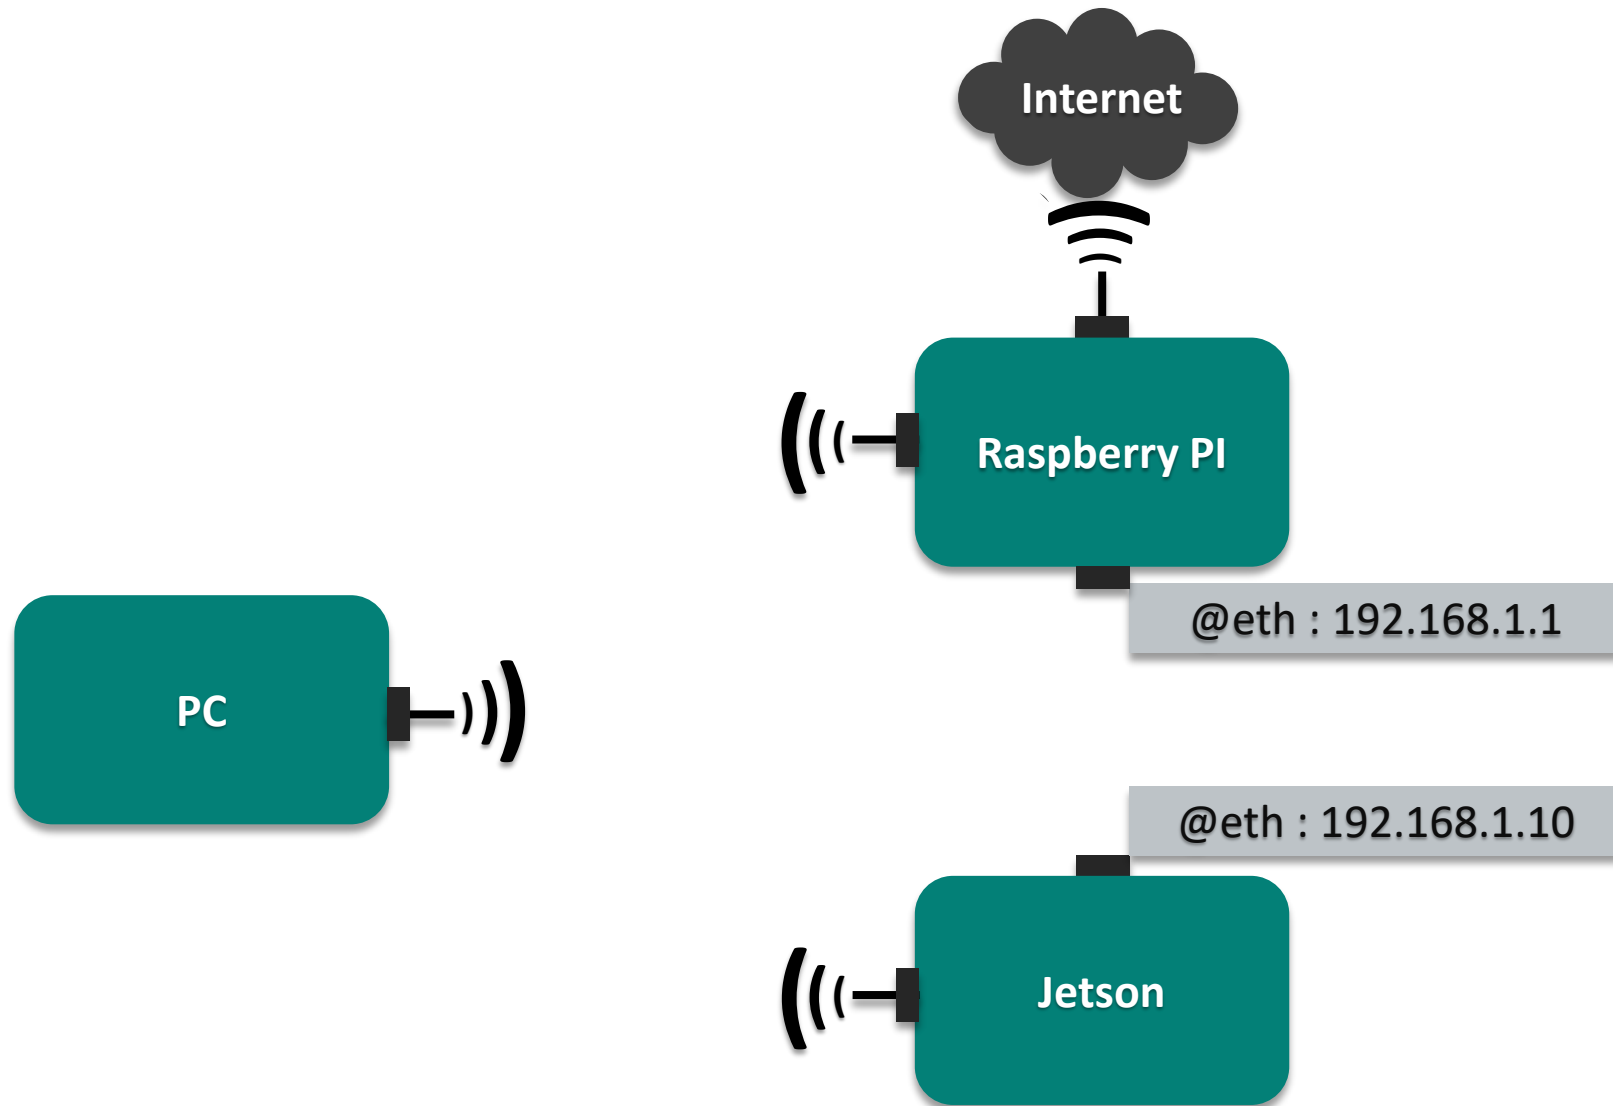 Internet
Raspberry PI
@eth : 192.168.1.1
PC
@eth : 192.168.1.10
Jetson